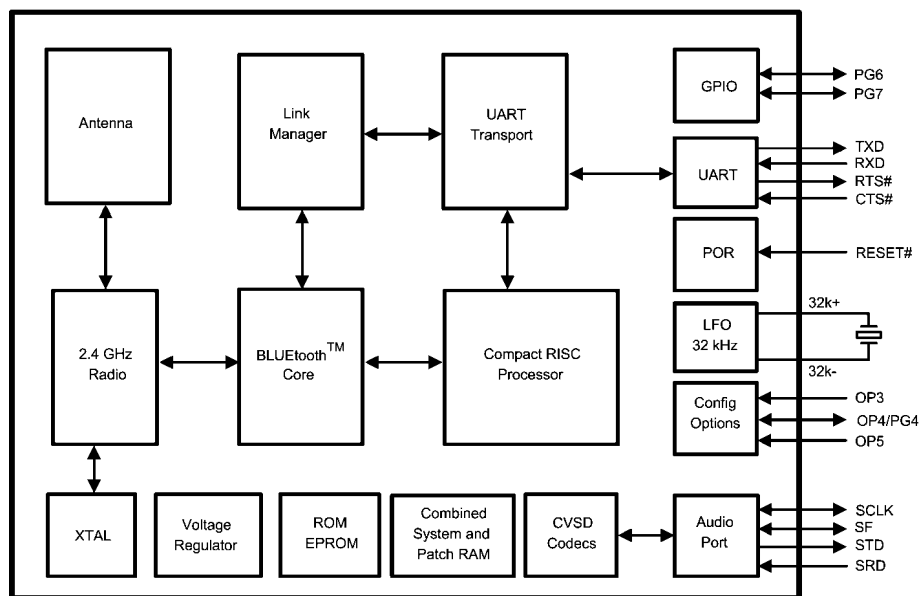 Antenna
Link
Manager
UART
Transport
GPIO
PG6
PG7
UART
TXD
RXD
RTS#
CTS#
POR
RESET#
2.4 GHz
Radio
BLUEtooth™
Core
Compact RISC
Processor
LFO
32 kHz
32k+
32k-
Config
Options
OP3
OP4/PG4
OP5
XTAL
Voltage
Regulator
ROM
EPROM
Combined
System and
Patch RAM
CVSD
Codecs
Audio
Port
SCLK
SF
STD
SRD